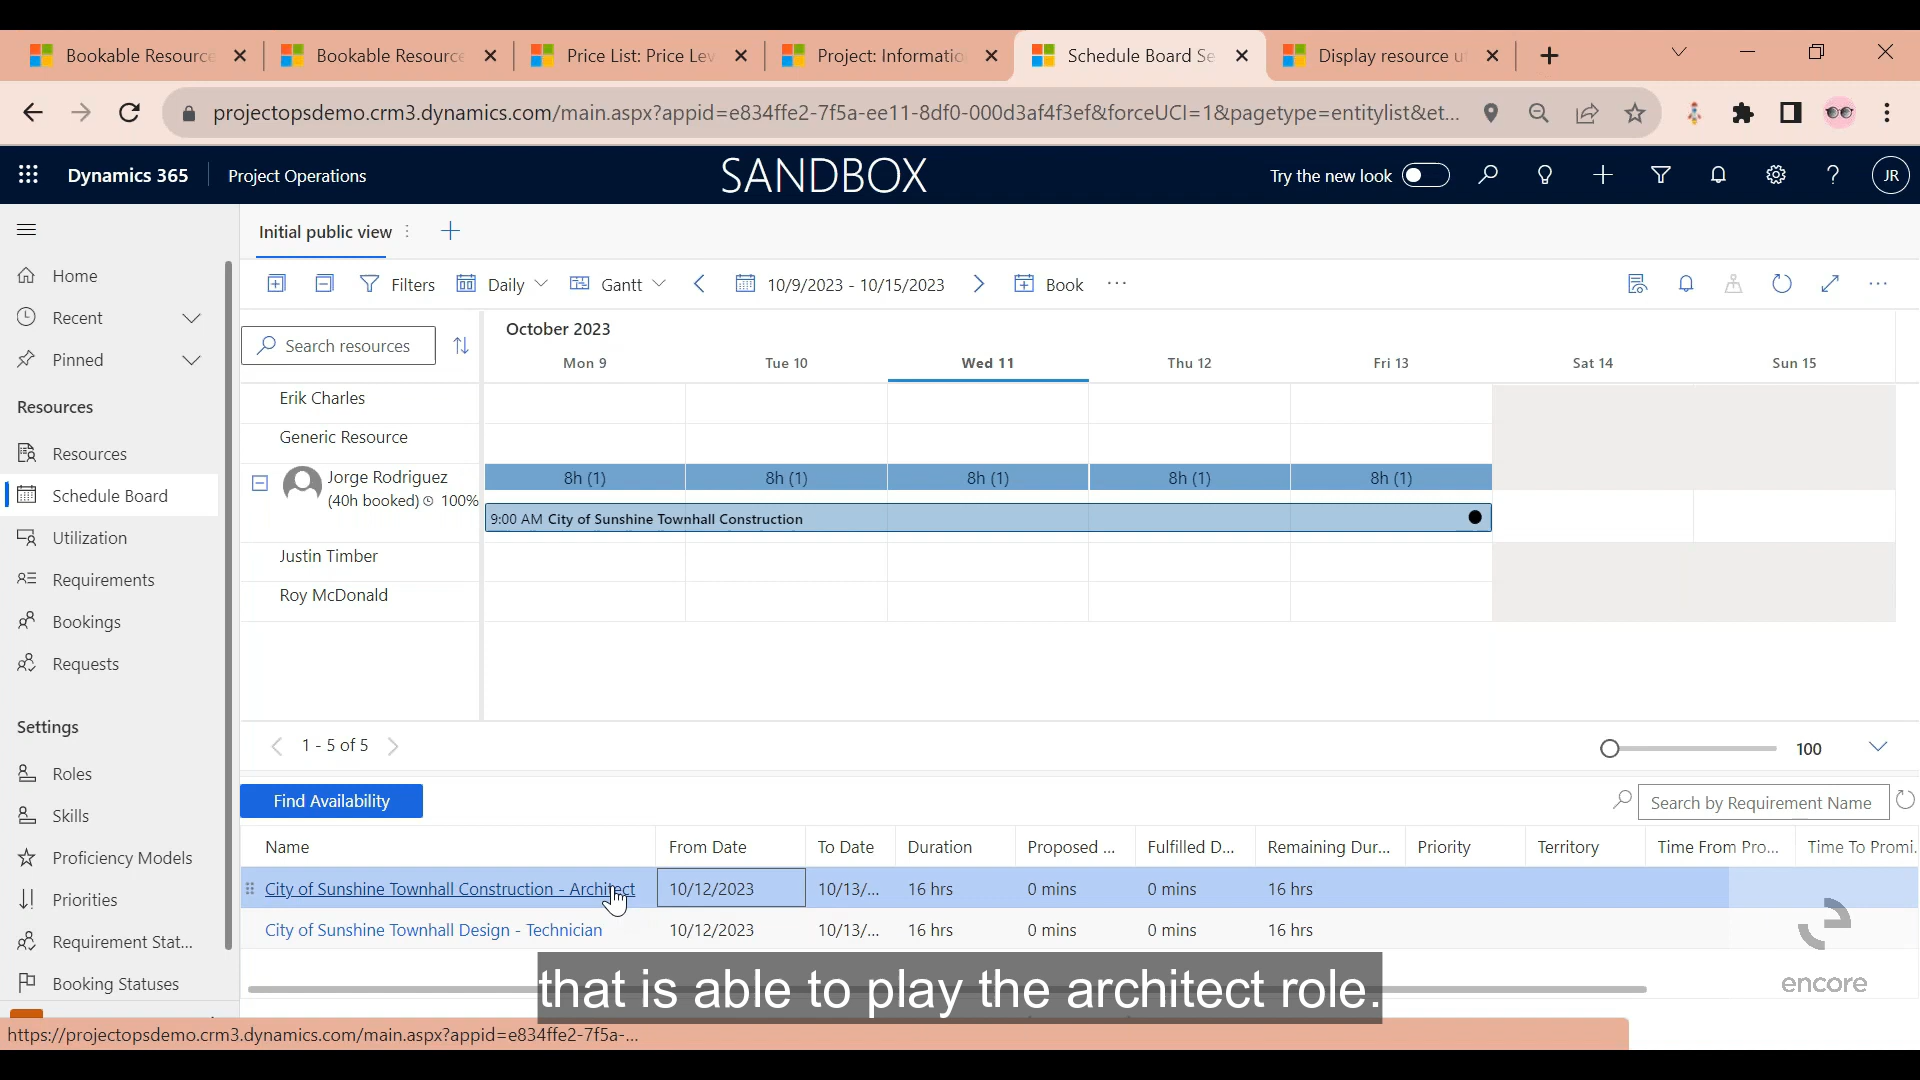 Bookable Resource
Bookable Resource
Price List: Price Lev
Project: Informatio
Schedule Board Se
Display resource u
projectopsdemo.crm3.dynamics.com/main.aspx?appid=e834ffe2-7f5a-ee11-8df0-000d3af4f3ef&forceUCI=1&pagetype=entitylist&et...
Dynamics 365
Project Operations
SANDBOX
Try the new look
JR
Initial public view
Home
Recent
Pinned
Resources
Resources
Schedule Board
Utilization
Requirements
Bookings
Requests
Settings
Roles
Skills
Proficiency Models
Priorities
Requirement Stat...
Booking Statuses
Filters
Daily
Gantt
10/9/2023 - 10/15/2023
Book
Search resources
October 2023
Mon 9
Tue 10
Wed 11
Thu 12
Fri 13
Sat 14
Sun 15
Erik Charles
Generic Resource
Jorge Rodriguez
(40h booked) 100%
8h (1)
8h (1)
8h (1)
8h (1)
8h (1)
9:00 AM City of Sunshine Townhall Construction
Justin Timber
Roy McDonald
1 - 5 of 5
100
Find Availability
Search by Requirement Name
Name From Date To Date Duration Proposed ... Fulfilled D... Remaining Dur... Priority Territory Time From Pro... Time To Promi.
City of Sunshine Townhall Construction - Architect 10/12/2023 10/13/... 16 hrs 0 mins 0 mins 16 hrs
City of Sunshine Townhall Design - Technician 10/12/2023 10/13/... 16 hrs 0 mins 0 mins 16 hrs
encore
that is able to play the architect role.
https://projectopsdemo.crm3.dynamics.com/main.aspx?appid=e834ffe2-7f5a-...